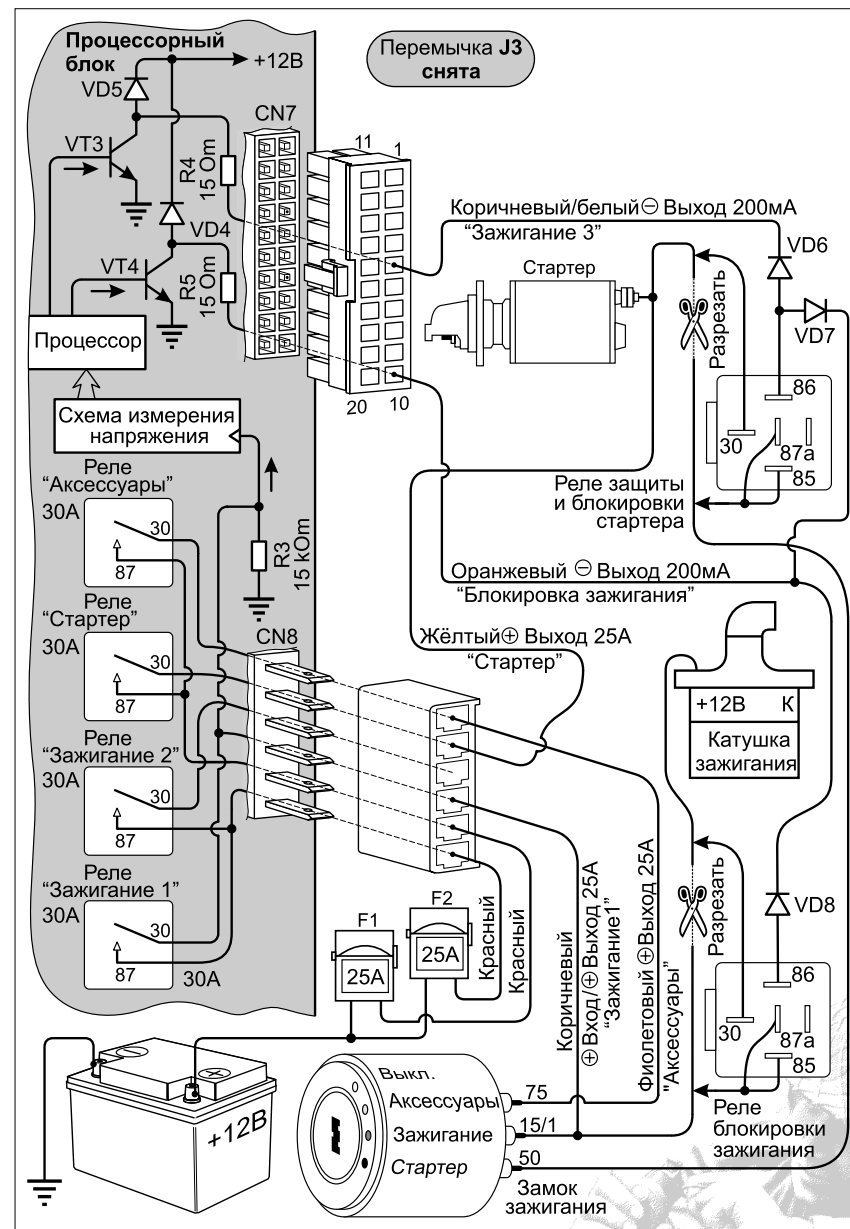 Процессорный
блок
+12В
Перемычка J3
снята
VD5
CN7
VT3
R4
15 Om
11
1
Коричневый/белый⊖ Выход 200мА
"Зажигание 3"
VD4
VT4
R5
15 Om
Стартер
Разрезать
VD6
VD7
Процессор
20
10
86
30
87a
85
Схема измерения
напряжения
Реле защиты
и блокировки
стартера
Реле
"Аксессуары"
30А
30
87
R3
15 kOm
Оранжевый ⊖ Выход 200мА
"Блокировка зажигания"
Реле
"Стартер"
30А
30
87
CN8
Жёлтый⊕ Выход 25А
"Стартер"
+12В
К
Катушка
зажигания
Реле
"Зажигание 2"
30А
30
87
Реле
"Зажигание 1"
30А
30
87
30А
F1
25А
F2
25А
Красный
Красный
Коричневый
⊕ Вход/⊕ Выход 25А
"Зажигание1"
Фиолетовый ⊕Выход 25А
"Аксессуары"
Разрезать
VD8
86
30
87a
85
Реле
блокировки
зажигания
+12В
Выкл.
Аксессуары
75
Зажигание
15/1
Стартер
50
Замок
зажигания